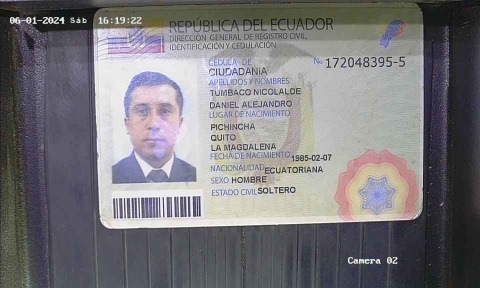 06-01-2024 Sáb 16:19:22
REPÚBLICA DEL ECUADOR
DIRECCIÓN GENERAL DE REGISTRO CIVIL,
IDENTIFICACIÓN Y CEDULACIÓN
CÉDULA DE No 172048395-5
CIUDADANÍA
APELLIDOS Y NOMBRES
TUMBACO NICOLALDE
DANIEL ALEJANDRO
LUGAR DE NACIMIENTO
PICHINCHA
QUITO
LA MAGDALENA
FECHA DE NACIMIENTO 1985-02-07
NACIONALIDAD ECUATORIANA
SEXO HOMBRE
ESTADO CIVIL SOLTERO
Camera 02